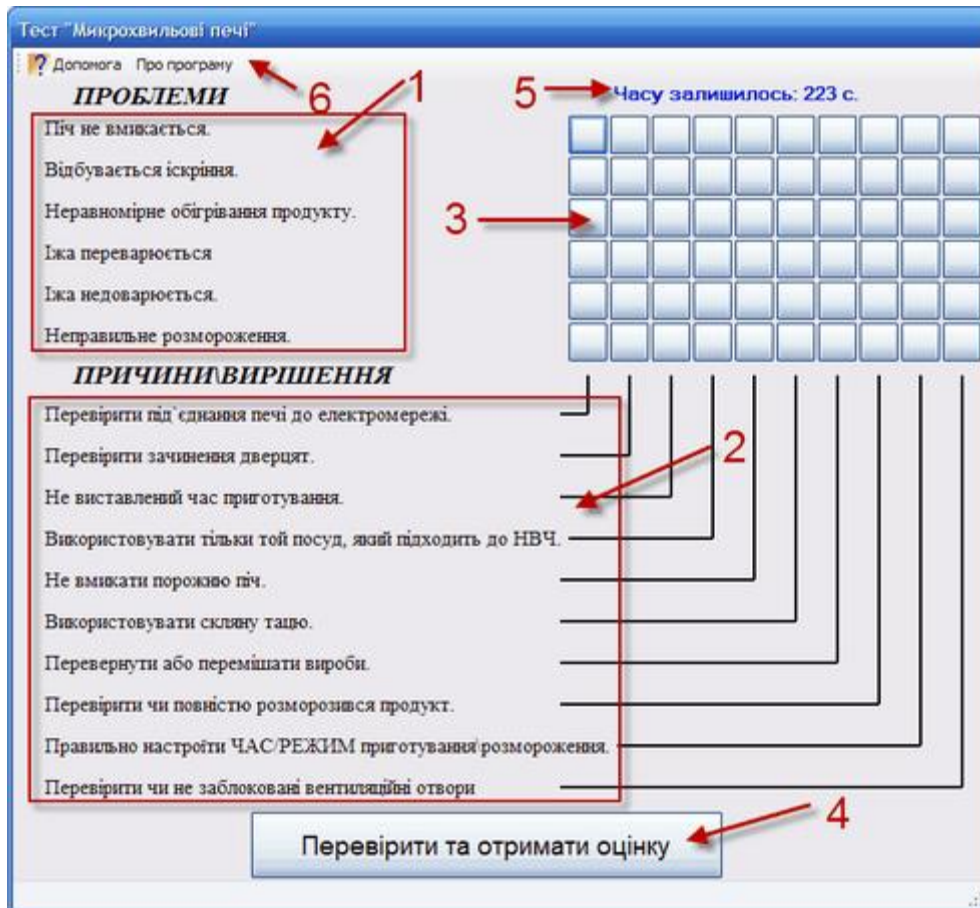 Тест "Микрохвильові печі"
Допомога Про програму
6
1
ПРОБЛЕМИ
5
Часу залишилось: 223 с.
Піч не вмикається.
Відбувається іскріння.
Неравномірне обігрівання продукту.
3
Іжа переварюється
Іжа недоварюється.
Неправильне розмороження.
ПРИЧИНИ\ВИРІШЕННЯ
Перевірити під`єднання печі до електромережі.
Перевірити зачинення дверцят.
2
Не виставлений час приготування.
Використовувати тільки той посуд, який підходить до НВЧ.
Не вмикати порожню піч.
Використовувати скляну тацю.
Перевернути або перемішати вироби.
Перевірити чи повністю розморозився продукт.
Правильно настроїти ЧАС/РЕЖИМ приготування\розмороження.
Перевірити чи не заблоковані вентиляційні отвори
4
Перевірити та отримати оцінку